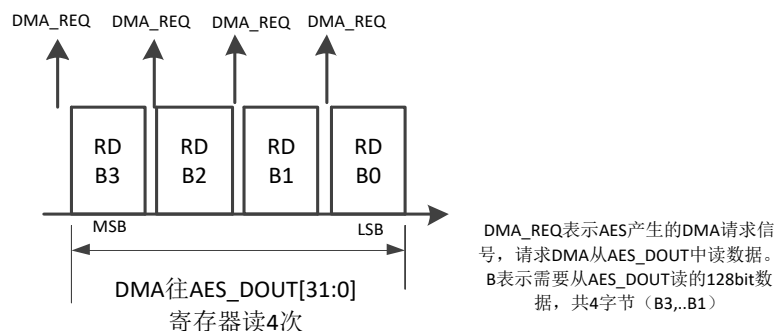 DMA_REQ DMA_REQ DMA_REQ DMA_REQ
RD RD RD RD
B3 B2 B1 B0
MSB LSB
DMA往AES_DOUT[31:0]
寄存器读4次
DMA_REQ表示AES产生的DMA请求信
号，请求DMA从AES_DOUT中读数据。
B表示需要从AES_DOUT读的128bit数
据，共4字节（B3,..B1）